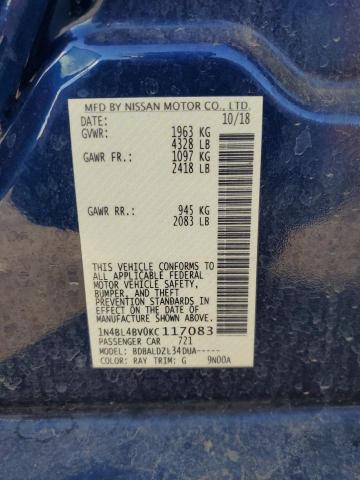 MFD BY NISSAN MOTOR CO., LTD.
DATE: 10/18
GVWR: 1963 KG
4328 LB
GAWR FR.: 1097 KG
2418 LB
GAWR RR.: 945 KG
2083 LB
THIS VEHICLE CONFORMS TO
ALL APPLICABLE FEDERAL
MOTOR VEHICLE SAFETY,
BUMPER, AND THEFT
PREVENTION STANDARDS
IN EFFECT ON THE DATE OF
MANUFACTURE SHOWN ABOVE.
1N4BL4BV0KC117083
PASSENGER CAR 721
MODEL: BDBALDZL34DUA-----
COLOR: RAY TRIM: G 9N00A